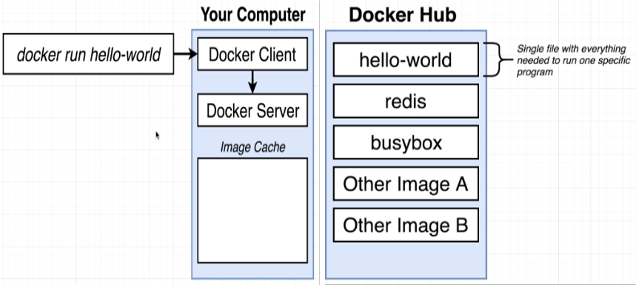 Your Computer
Docker Hub
docker run hello-world
Docker Client
Docker Server
Image Cache
hello-world
redis
busybox
Other Image A
Other Image B
Single file with everything
needed to run one specific
program